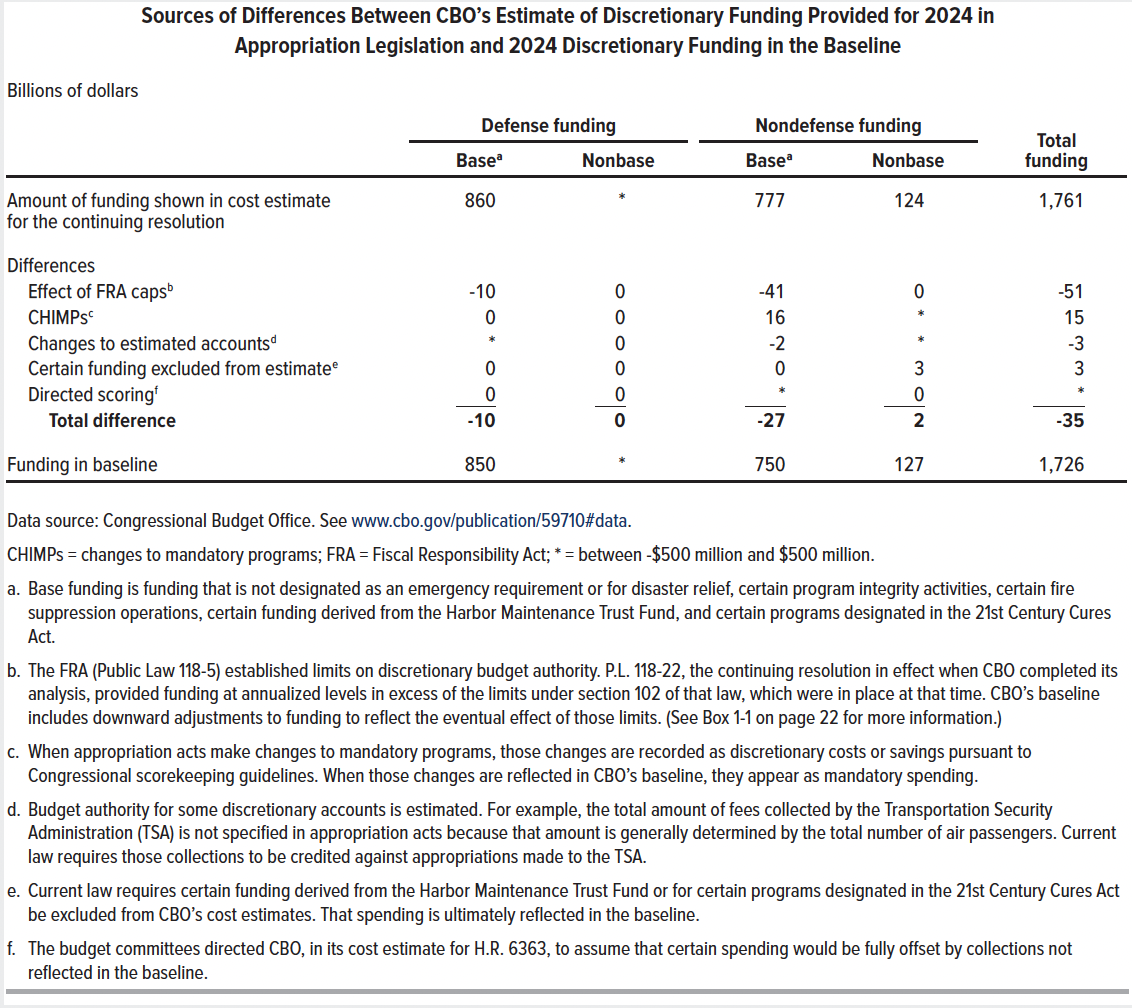 Sources of Differences Between CBO’s Estimate of Discretionary Funding Provided for 2024 in
Appropriation Legislation and 2024 Discretionary Funding in the Baseline
Billions of dollars
Defense funding Nondefense funding
Baseᵃ Nonbase Baseᵃ Nonbase Total funding
Amount of funding shown in cost estimate 860 * 777 124 1,761
for the continuing resolution
Differences
Effect of FRA capsᵇ -10 0 -41 0 -51
CHIMPsᶜ 0 0 16 * 15
Changes to estimated accountsᵈ * 0 -2 * -3
Certain funding excluded from estimateᵉ 0 0 0 3 3
Directed scoringᶠ 0 0 * 0 *
Total difference -10 0 -27 2 -35
Funding in baseline 850 * 750 127 1,726
Data source: Congressional Budget Office. See www.cbo.gov/publication/59710#data.
CHIMPs = changes to mandatory programs; FRA = Fiscal Responsibility Act; * = between -$500 million and $500 million.
a. Base funding is funding that is not designated as an emergency requirement or for disaster relief, certain program integrity activities, certain fire
suppression operations, certain funding derived from the Harbor Maintenance Trust Fund, and certain programs designated in the 21st Century Cures
Act.
b. The FRA (Public Law 118-5) established limits on discretionary budget authority. P.L. 118-22, the continuing resolution in effect when CBO completed its
analysis, provided funding at annualized levels in excess of the limits under section 102 of that law, which were in place at that time. CBO’s baseline
includes downward adjustments to funding to reflect the eventual effect of those limits. (See Box 1-1 on page 22 for more information.)
c. When appropriation acts make changes to mandatory programs, those changes are recorded as discretionary costs or savings pursuant to
Congressional scorekeeping guidelines. When those changes are reflected in CBO’s baseline, they appear as mandatory spending.
d. Budget authority for some discretionary accounts is estimated. For example, the total amount of fees collected by the Transportation Security
Administration (TSA) is not specified in appropriation acts because that amount is generally determined by the total number of air passengers. Current
law requires those collections to be credited against appropriations made to the TSA.
e. Current law requires certain funding derived from the Harbor Maintenance Trust Fund or for certain programs designated in the 21st Century Cures Act
be excluded from CBO’s cost estimates. That spending is ultimately reflected in the baseline.
f. The budget committees directed CBO, in its cost estimate for H.R. 6363, to assume that certain spending would be fully offset by collections not
reflected in the baseline.